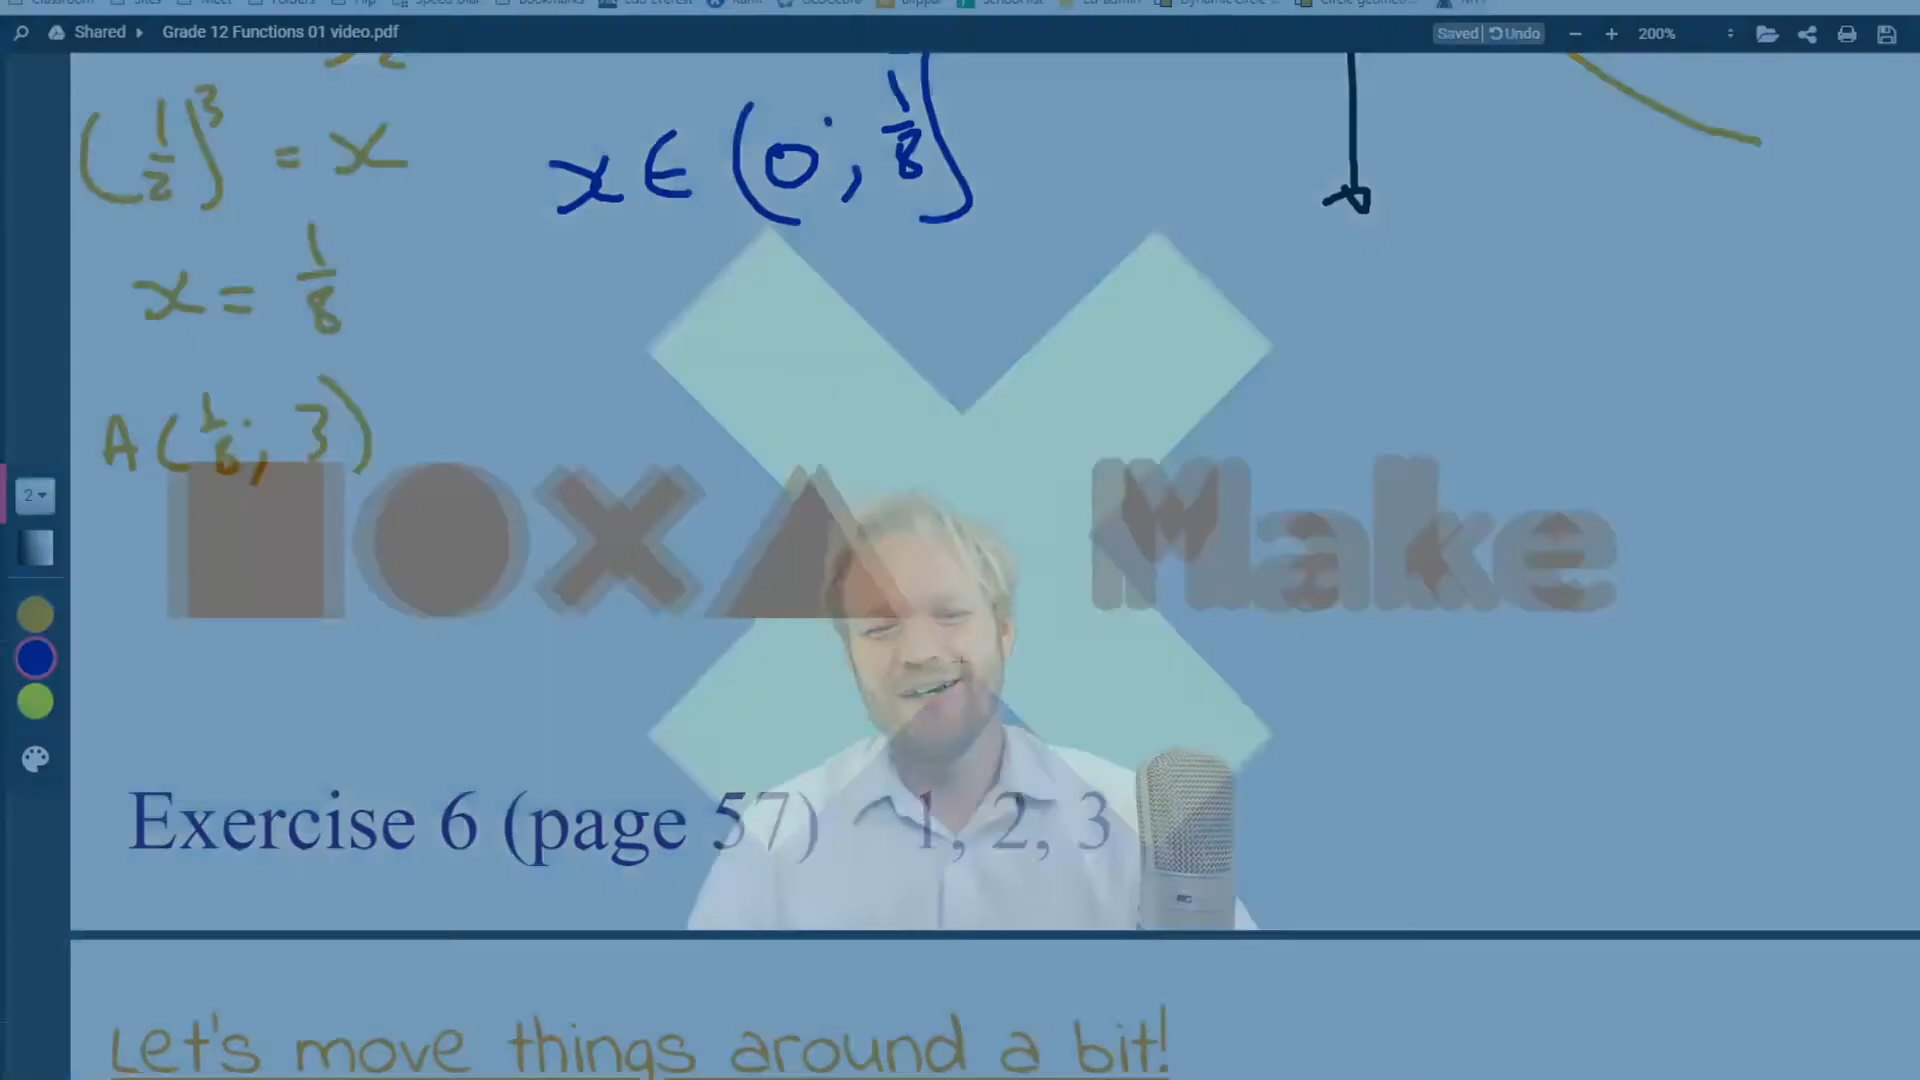 Shared Grade 12 Functions 01 video.pdf Saved Undo 200%
(1/2)³ = x
x ∈ (0 ; 1/8]
x = 1/8
A(1/8 ; 3)
2
Make
Exercise 6 (page 57) 1, 2, 3
Let's move things around a bit!